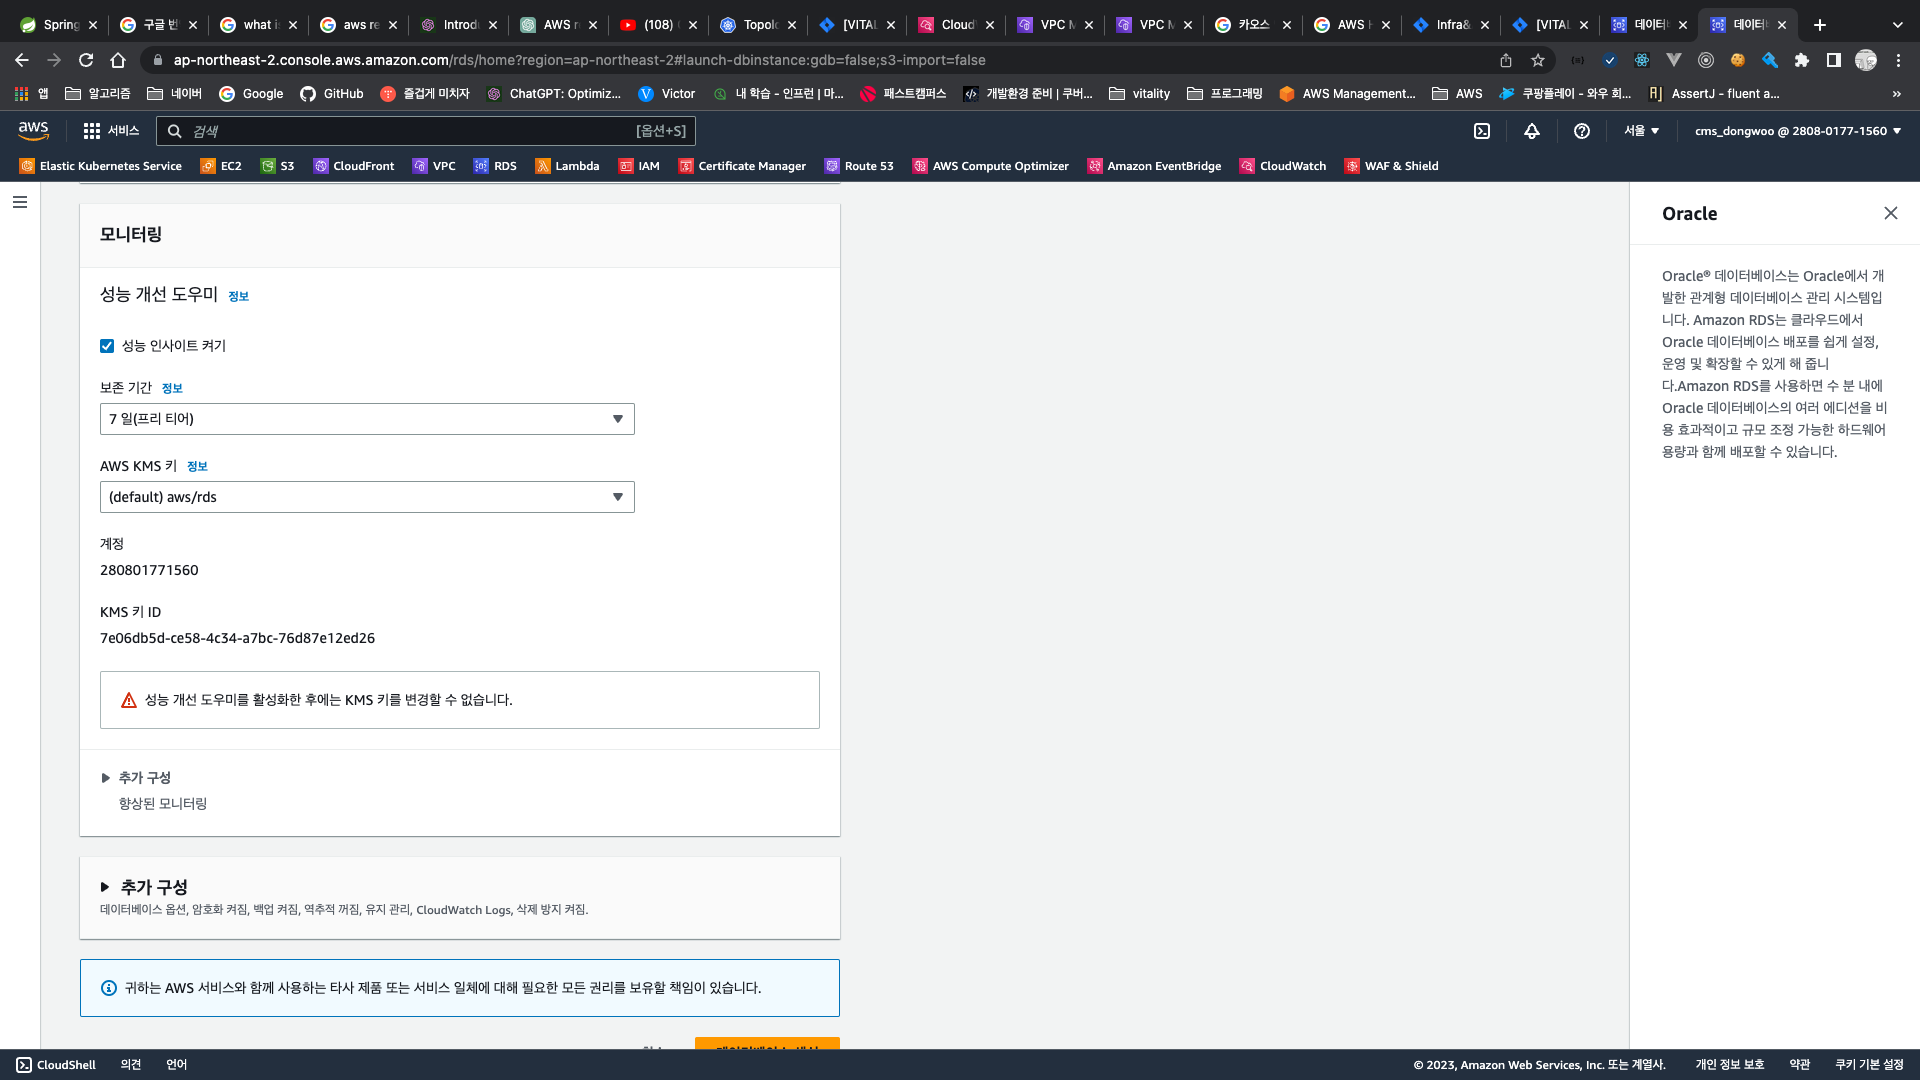 Spring
구글 번
what is
aws re
Introdu
AWS r
(108)
Topolo
[VITAL
Cloud
VPC M
VPC M
카오스
AWS H
Infra&
[VITAL
데이터
데이터
ap-northeast-2.console.aws.amazon.com/rds/home?region=ap-northeast-2#launch-dbinstance:gdb=false;s3-import=false
앱 알고리즘 네이버 Google GitHub 즐겁게 미치자 ChatGPT: Optimiz... Victor 내 학습 - 인프런 | 마... 패스트캠퍼스 개발환경 준비 | 쿠버... vitality 프로그래밍 AWS Management... AWS 쿠팡플레이 - 와우 회... AssertJ - fluent a... »
aws 서비스 검색 [옵션+S] 서울 cms_dongwoo @ 2808-0177-1560
Elastic Kubernetes Service EC2 S3 CloudFront VPC RDS Lambda IAM Certificate Manager Route 53 AWS Compute Optimizer Amazon EventBridge CloudWatch WAF & Shield
모니터링
성능 개선 도우미 정보
성능 인사이트 켜기
보존 기간 정보
7 일(프리 티어)
AWS KMS 키 정보
(default) aws/rds
계정
280801771560
KMS 키 ID
7e06db5d-ce58-4c34-a7bc-76d87e12ed26
성능 개선 도우미를 활성화한 후에는 KMS 키를 변경할 수 없습니다.
추가 구성
향상된 모니터링
추가 구성
데이터베이스 옵션, 암호화 켜짐, 백업 켜짐, 역추적 꺼짐, 유지 관리, CloudWatch Logs, 삭제 방지 켜짐.
귀하는 AWS 서비스와 함께 사용하는 타사 제품 또는 서비스 일체에 대해 필요한 모든 권리를 보유할 책임이 있습니다.
Oracle
Oracle® 데이터베이스는 Oracle에서 개
발한 관계형 데이터베이스 관리 시스템입
니다. Amazon RDS는 클라우드에서
Oracle 데이터베이스 배포를 쉽게 설정,
운영 및 확장할 수 있게 해 줍니
다.Amazon RDS를 사용하면 수 분 내에
Oracle 데이터베이스의 여러 에디션을 비
용 효과적이고 규모 조정 가능한 하드웨어
용량과 함께 배포할 수 있습니다.
CloudShell 의견 언어 © 2023, Amazon Web Services, Inc. 또는 계열사. 개인 정보 보호 약관 쿠키 기본 설정